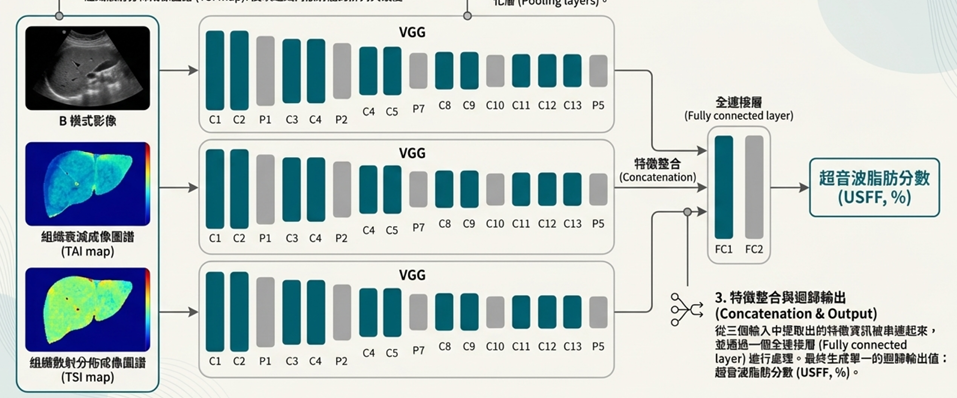 化層 (Pooling layers)。
B 模式影像
組織衰減成像圖譜
(TAI map)
組織散射分佈成像圖譜
(TSI map)
VGG
C1 C2 P1 C3 C4 P2 C4 C5 P7 C8 C9 C10 C11 C12 C13 P5
VGG
C1 C2 P1 C3 C4 P2 C4 C5 P7 C8 C9 C10 C11 C12 C13 P5
VGG
C1 C2 P1 C3 C4 P2 C4 C5 P7 C8 C9 C10 C11 C12 C13 P5
特徵整合
(Concatenation)
全連接層
(Fully connected layer)
FC1 FC2
超音波脂肪分數
(USFF, %)
3. 特徵整合與迴歸輸出
(Concatenation & Output)
從三個輸入中提取出的特徵資訊被串連起來，
並通過一個全連接層 (Fully connected
layer) 進行處理。最終生成單一的迴歸輸出值：
超音波脂肪分數 (USFF, %)。